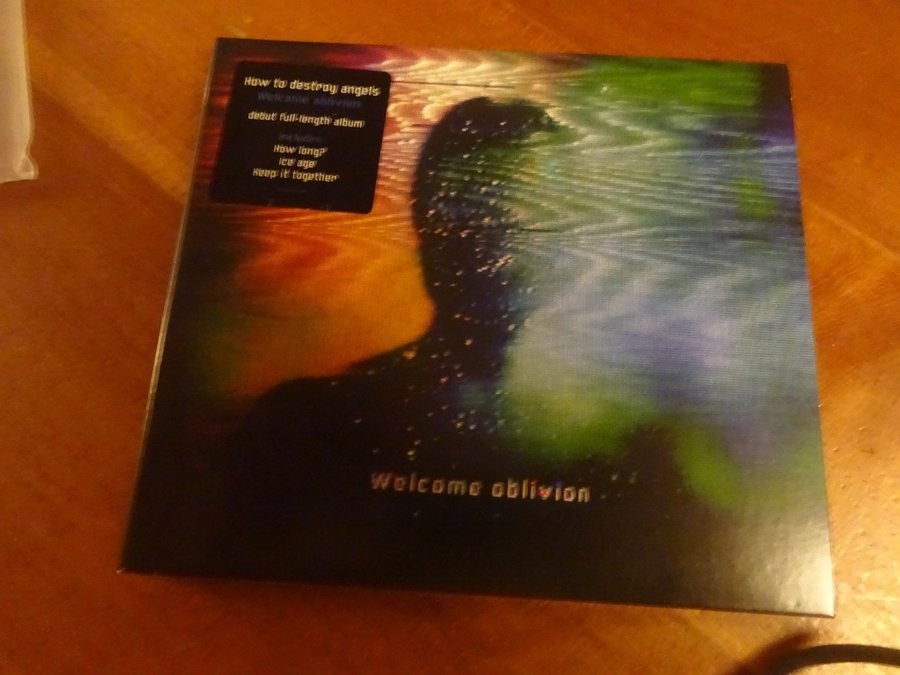 How to destroy angels
Welcome oblivion
debut full-length album
includes
How long?
Ice age
Keep it together
Welcome oblivion